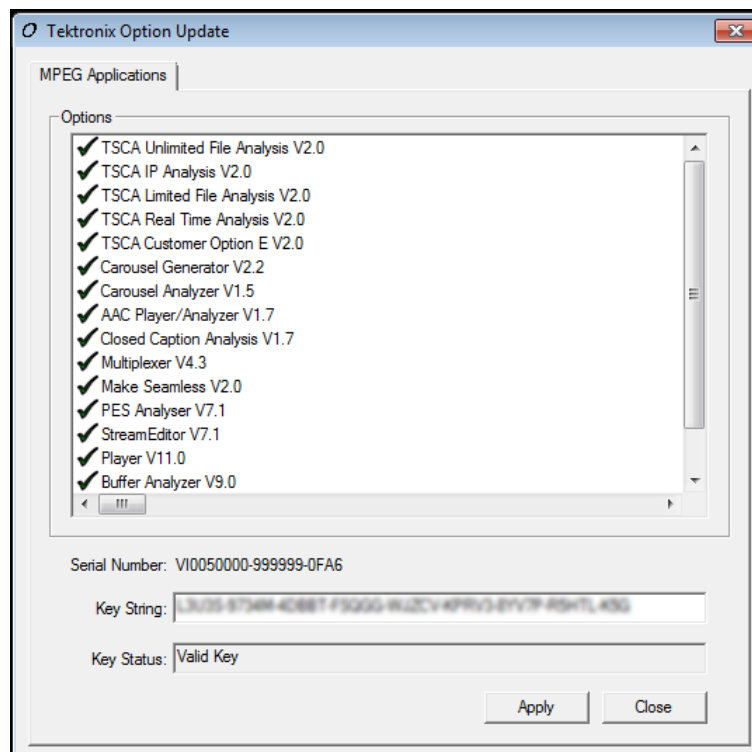 Tektronix Option Update
MPEG Applications
Options
TSCA Unlimited File Analysis V2.0
TSCA IP Analysis V2.0
TSCA Limited File Analysis V2.0
TSCA Real Time Analysis V2.0
TSCA Customer Option E V2.0
Carousel Generator V2.2
Carousel Analyzer V1.5
AAC Player/Analyzer V1.7
Closed Caption Analysis V1.7
Multiplexer V4.3
Make Seamless V2.0
PES Analyser V7.1
StreamEditor V7.1
Player V11.0
Buffer Analyzer V9.0
Serial Number: VI0050000-999999-0FA6
Key String:
Key Status: Valid Key
Apply Close